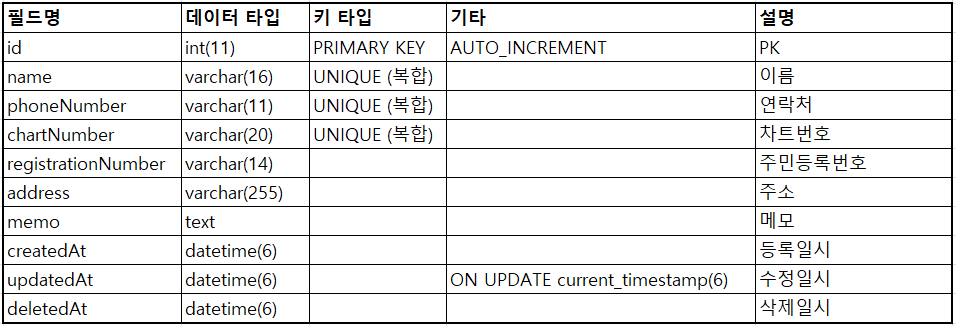 필드명 데이터 타입 키 타입 기타 설명
id int(11) PRIMARY KEY AUTO_INCREMENT PK
name varchar(16) UNIQUE (복합) 이름
phoneNumber varchar(11) UNIQUE (복합) 연락처
chartNumber varchar(20) UNIQUE (복합) 차트번호
registrationNumber varchar(14) 주민등록번호
address varchar(255) 주소
memo text 메모
createdAt datetime(6) 등록일시
updatedAt datetime(6) ON UPDATE current_timestamp(6) 수정일시
deletedAt datetime(6) 삭제일시